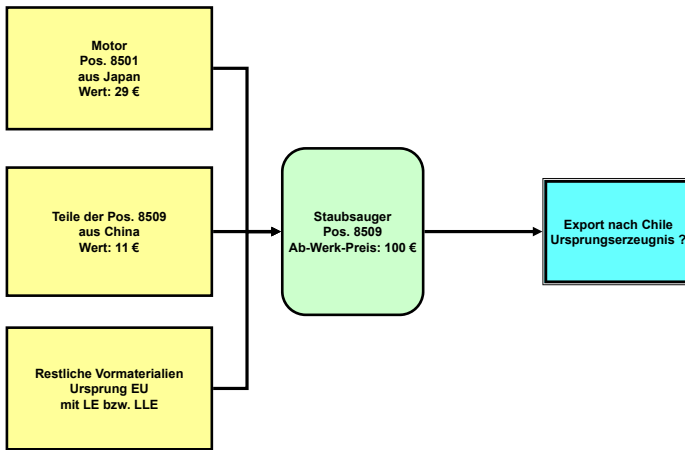 Motor
Pos. 8501
aus Japan
Wert: 29 €
Teile der Pos. 8509
aus China
Wert: 11 €
Restliche Vormaterialien
Ursprung EU
mit LE bzw. LLE
Staubsauger
Pos. 8509
Ab-Werk-Preis: 100 €
Export nach Chile
Ursprungserzeugnis ?